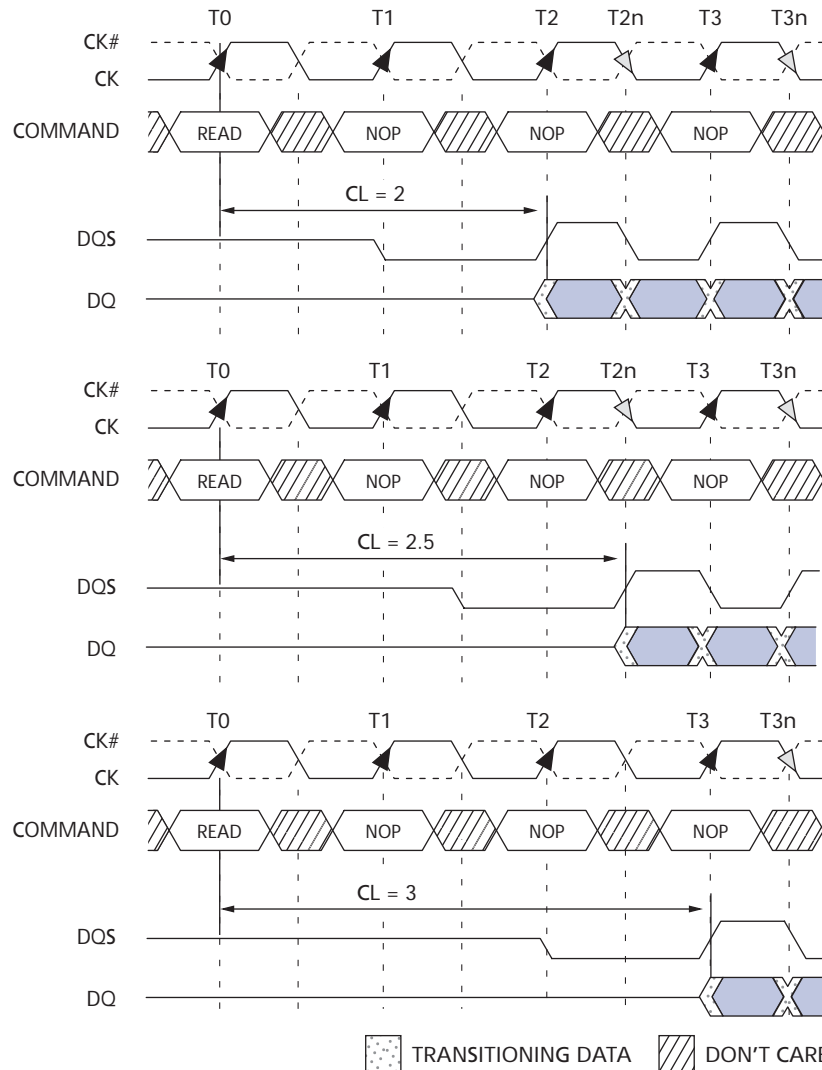 T0 T1 T2 T2n T3 T3n
CK#
CK
COMMAND READ NOP NOP NOP
CL = 2
DQS
DQ
T0 T1 T2 T2n T3 T3n
CK#
CK
COMMAND READ NOP NOP NOP
CL = 2.5
DQS
DQ
T0 T1 T2 T3 T3n
CK#
CK
COMMAND READ NOP NOP NOP
CL = 3
DQS
DQ
TRANSITIONING DATA DON'T CARE